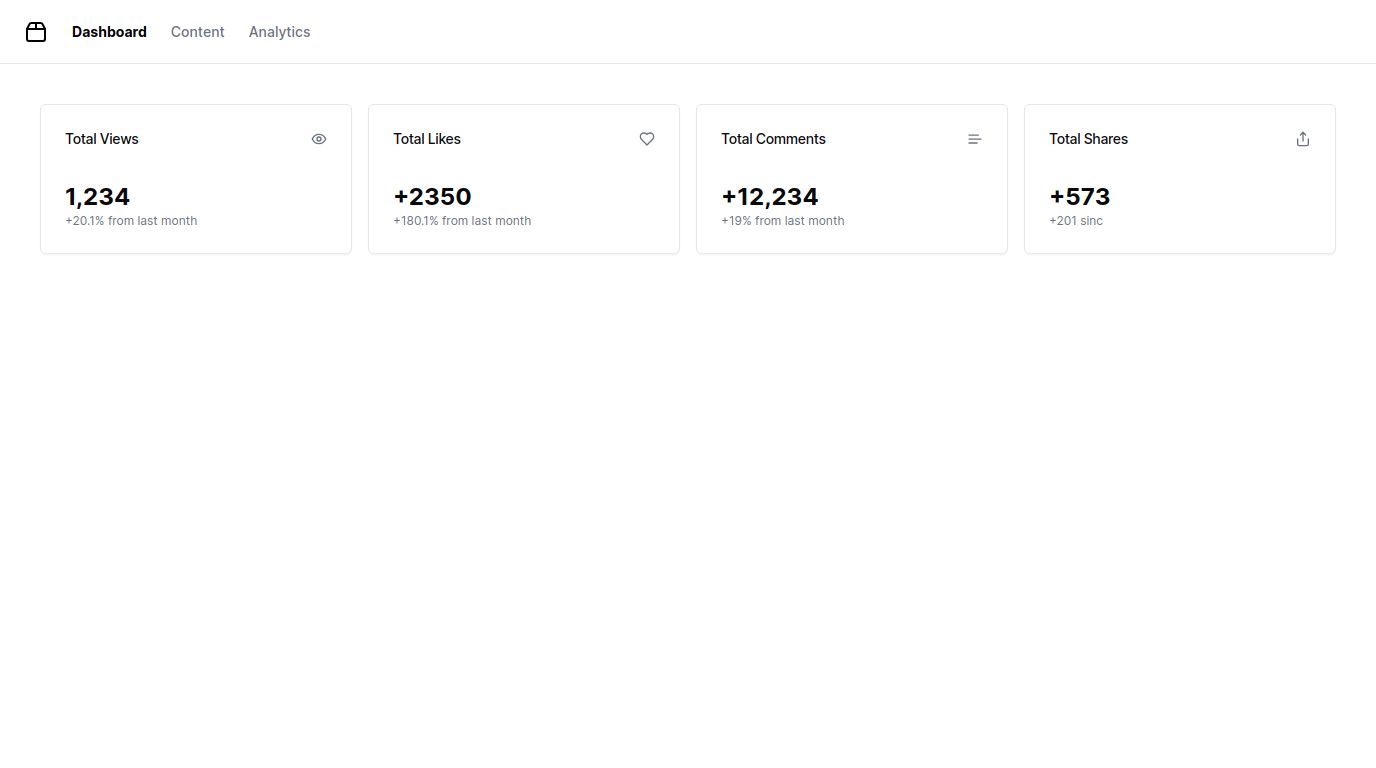 Dashboard Content Analytics
Total Views
1,234
+20.1% from last month
Total Likes
+2350
+180.1% from last month
Total Comments
+12,234
+19% from last month
Total Shares
+573
+201 sinc